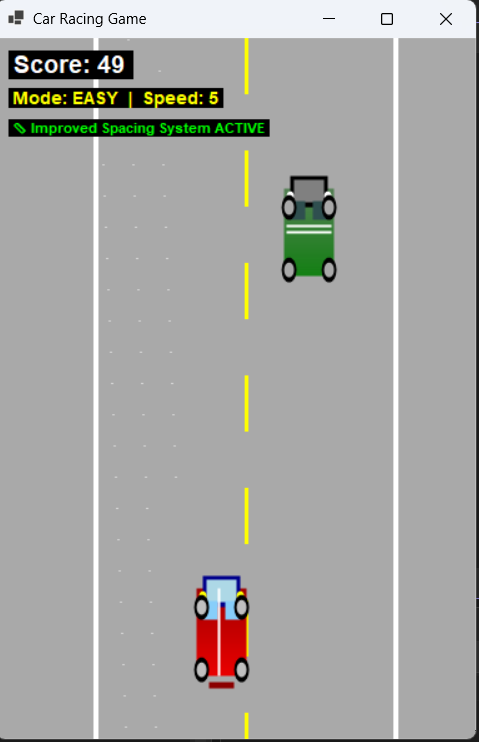 Car Racing Game
Score: 49
Mode: EASY | Speed: 5
Improved Spacing System ACTIVE